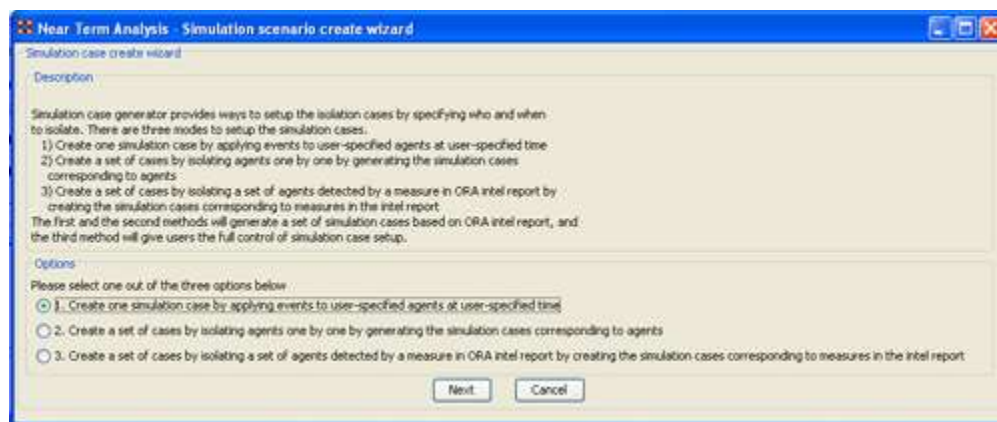 Near Term Analysis - Simulation scenario create wizard
Simulation case create wizard
Description
Simulation case generator provides ways to setup the isolation cases by specifying who and when
to isolate. There are three modes to setup the simulation cases.
1) Create one simulation case by applying events to user-specified agents at user-specified time
2) Create a set of cases by isolating agents one by one by generating the simulation cases
corresponding to agents
3) Create a set of cases by isolating a set of agents detected by a measure in ORA intel report by
creating the simulation cases corresponding to measures in the intel report
The first and the second methods will generate a set of simulation cases based on ORA intel report, and
the third method will give users the full control of simulation case setup.
Options
Please select one out of the three options below
1. Create one simulation case by applying events to user-specified agents at user-specified time
2. Create a set of cases by isolating agents one by one by generating the simulation cases corresponding to agents
3. Create a set of cases by isolating a set of agents detected by a measure in ORA intel report by creating the simulation cases corresponding to measures in the intel report
Next
Cancel